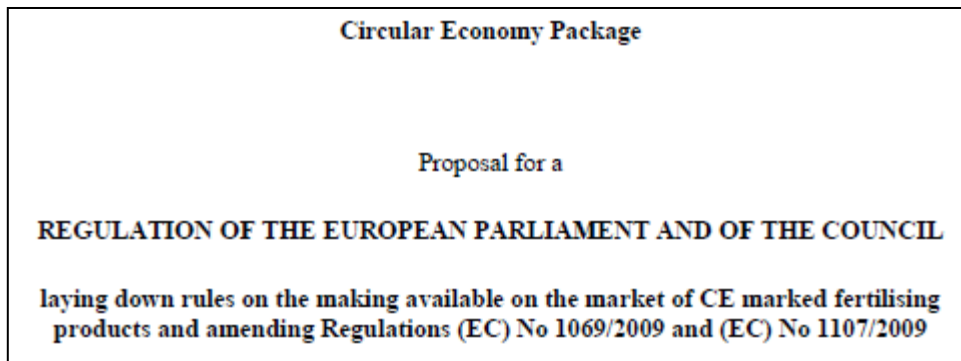 Circular Economy Package
Proposal for a
REGULATION OF THE EUROPEAN PARLIAMENT AND OF THE COUNCIL
laying down rules on the making available on the market of CE marked fertilising
products and amending Regulations (EC) No 1069/2009 and (EC) No 1107/2009